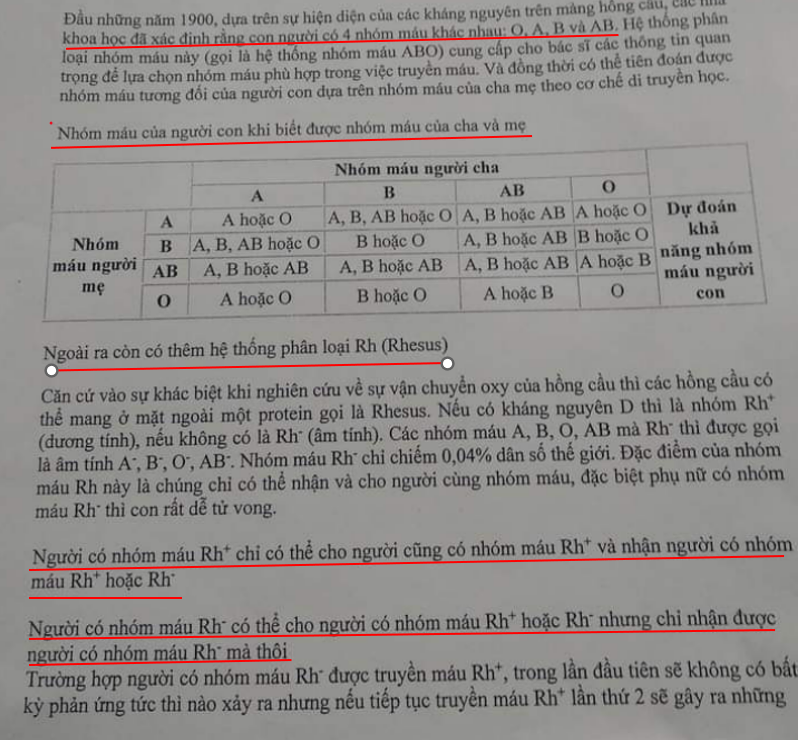 Đầu những năm 1900, dựa trên sự hiện diện của các kháng nguyên trên màng hồng cầu, các nhà
khoa học đã xác định rằng con người có 4 nhóm máu khác nhau: O, A, B và AB. Hệ thống phân
loại nhóm máu này (gọi là hệ thống nhóm máu ABO) cung cấp cho bác sĩ các thông tin quan
trọng để lựa chọn nhóm máu phù hợp trong việc truyền máu. Và đồng thời có thể tiên đoán được
nhóm máu tương đối của người con dựa trên nhóm máu của cha mẹ theo cơ chế di truyền học.
Nhóm máu của người con khi biết được nhóm máu của cha và mẹ
Nhóm máu người cha
A B AB O
Nhóm máu người mẹ
A A hoặc O A, B, AB hoặc O A, B hoặc AB A hoặc O
B A, B, AB hoặc O B hoặc O A, B hoặc AB B hoặc O
AB A, B hoặc AB A, B hoặc AB A, B hoặc AB A hoặc B
O A hoặc O B hoặc O A hoặc B O
Dự đoán
khả
năng nhóm
máu người
con
Ngoài ra còn có thêm hệ thống phân loại Rh (Rhesus)
Căn cứ vào sự khác biệt khi nghiên cứu về sự vận chuyển oxy của hồng cầu thì các hồng cầu có
thể mang ở mặt ngoài một protein gọi là Rhesus. Nếu có kháng nguyên D thì là nhóm Rh⁺
(dương tính), nếu không có là Rh⁻ (âm tính). Các nhóm máu A, B, O, AB mà Rh⁻ thì được gọi
là âm tính A⁻, B⁻, O⁻, AB⁻. Nhóm máu Rh⁻ chỉ chiếm 0,04% dân số thế giới. Đặc điểm của nhóm
máu Rh này là chúng chỉ có thể nhận và cho người cùng nhóm máu, đặc biệt phụ nữ có nhóm
máu Rh⁻ thì con rất dễ tử vong.
Người có nhóm máu Rh⁺ chỉ có thể cho người cũng có nhóm máu Rh⁺ và nhận người có nhóm
máu Rh⁺ hoặc Rh⁻
Người có nhóm máu Rh⁻ có thể cho người có nhóm máu Rh⁺ hoặc Rh⁻ nhưng chỉ nhận được
người có nhóm máu Rh⁻ mà thôi
Trường hợp người có nhóm máu Rh⁻ được truyền máu Rh⁺, trong lần đầu tiên sẽ không có bất
kỳ phản ứng tức thì nào xảy ra nhưng nếu tiếp tục truyền máu Rh⁺ lần thứ 2 sẽ gây ra những